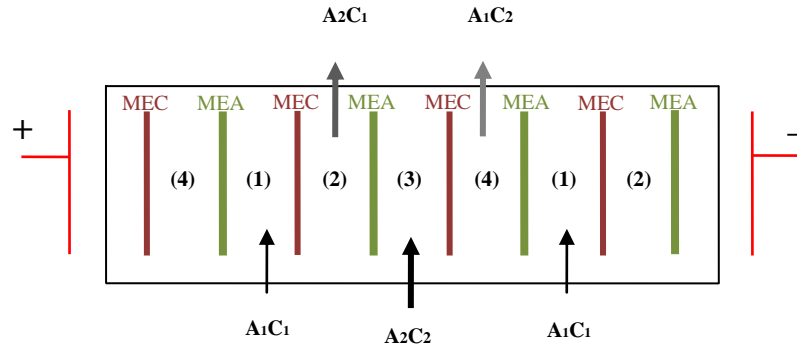 A2C1 A1C2
MEC MEA MEC MEA MEC MEA MEC MEA
+ –
(4) (1) (2) (3) (4) (1) (2)
A1C1 A2C2 A1C1